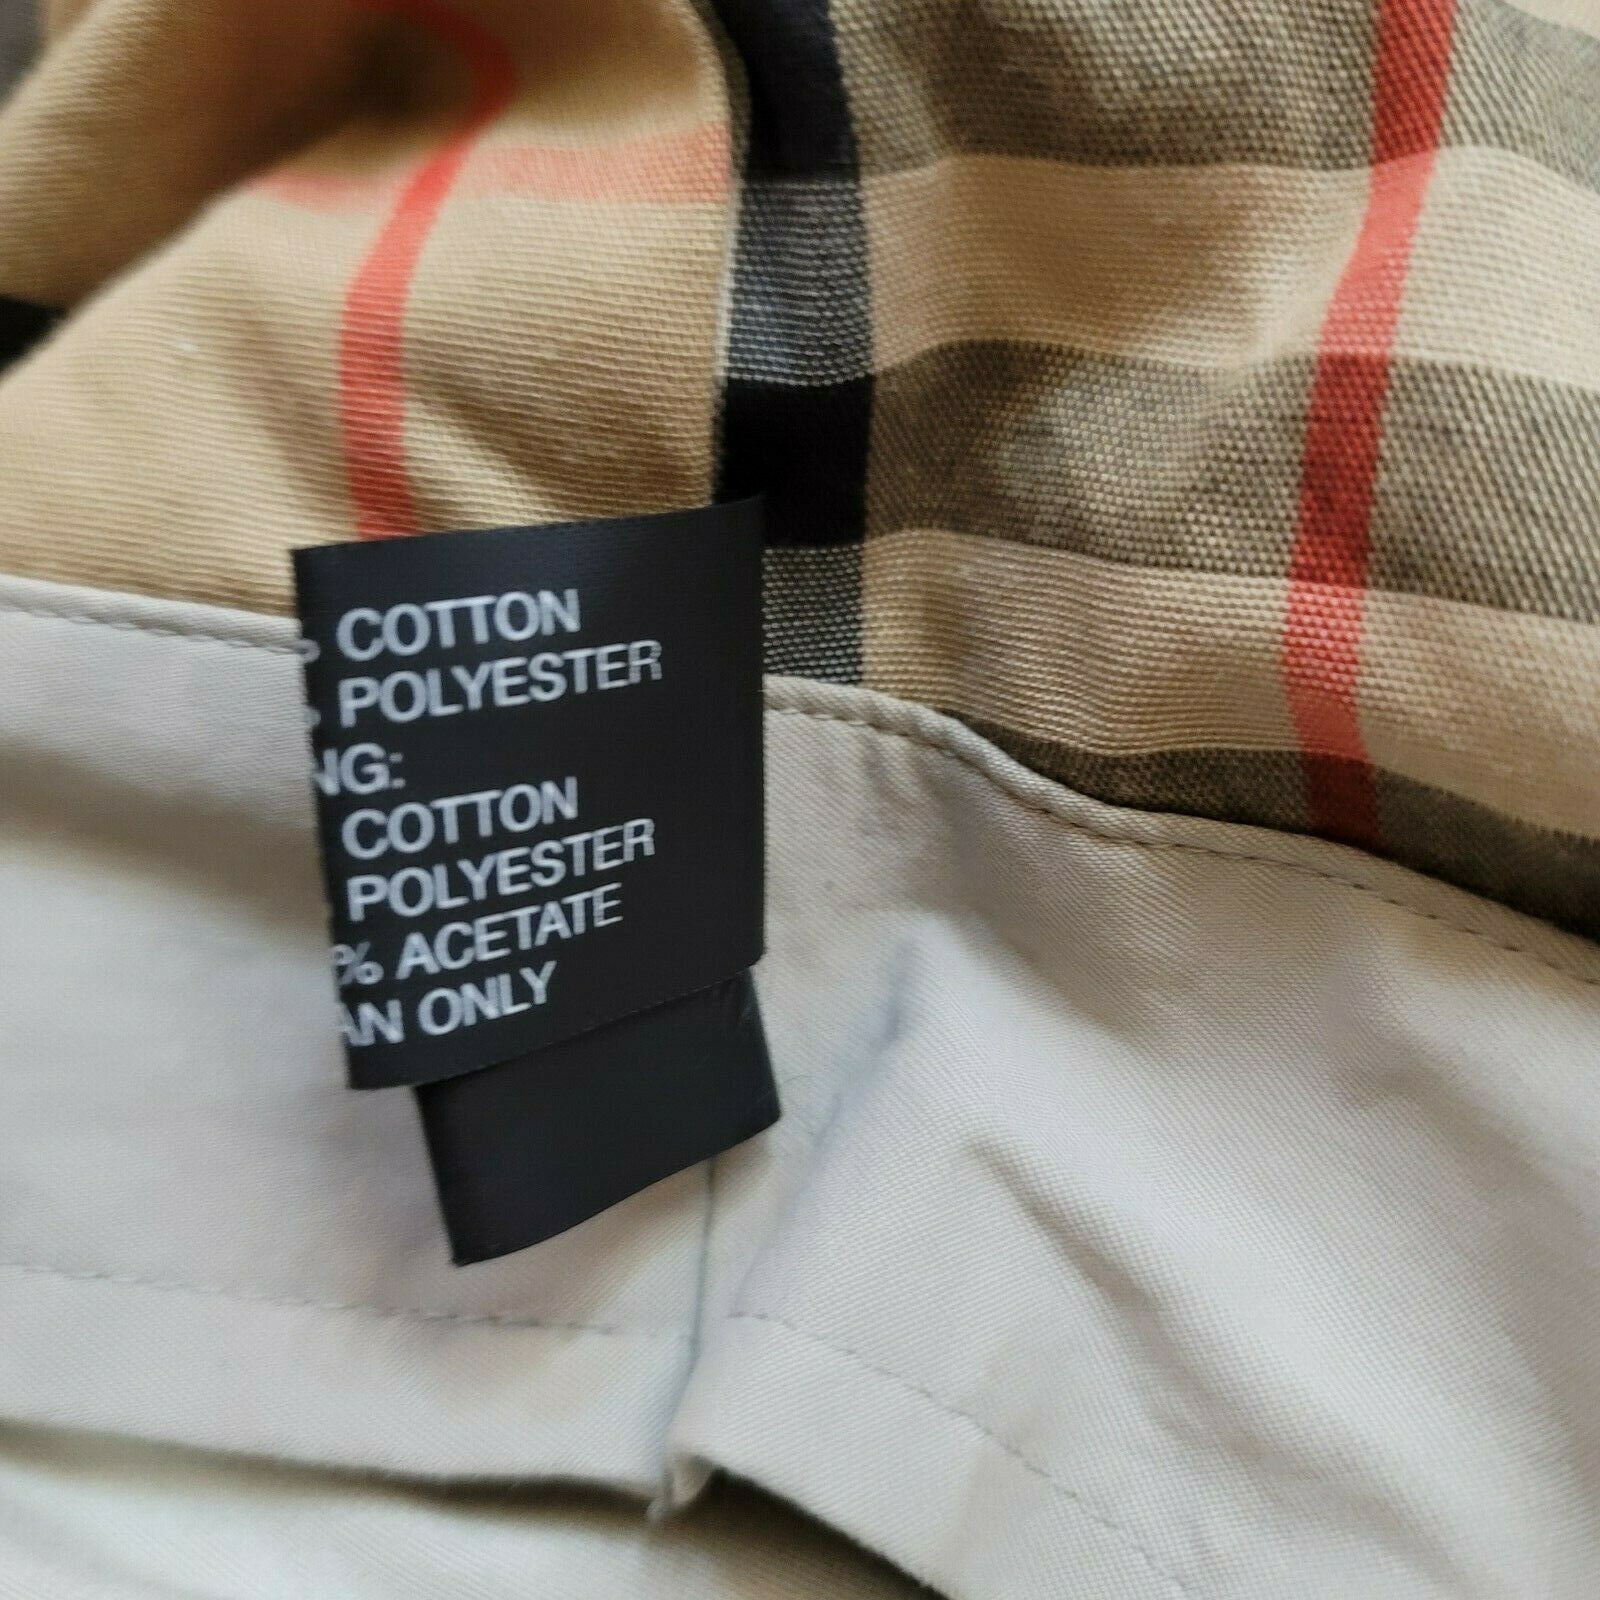 % COTTON
% POLYESTER
NG:
COTTON
POLYESTER
% ACETATE
AN ONLY